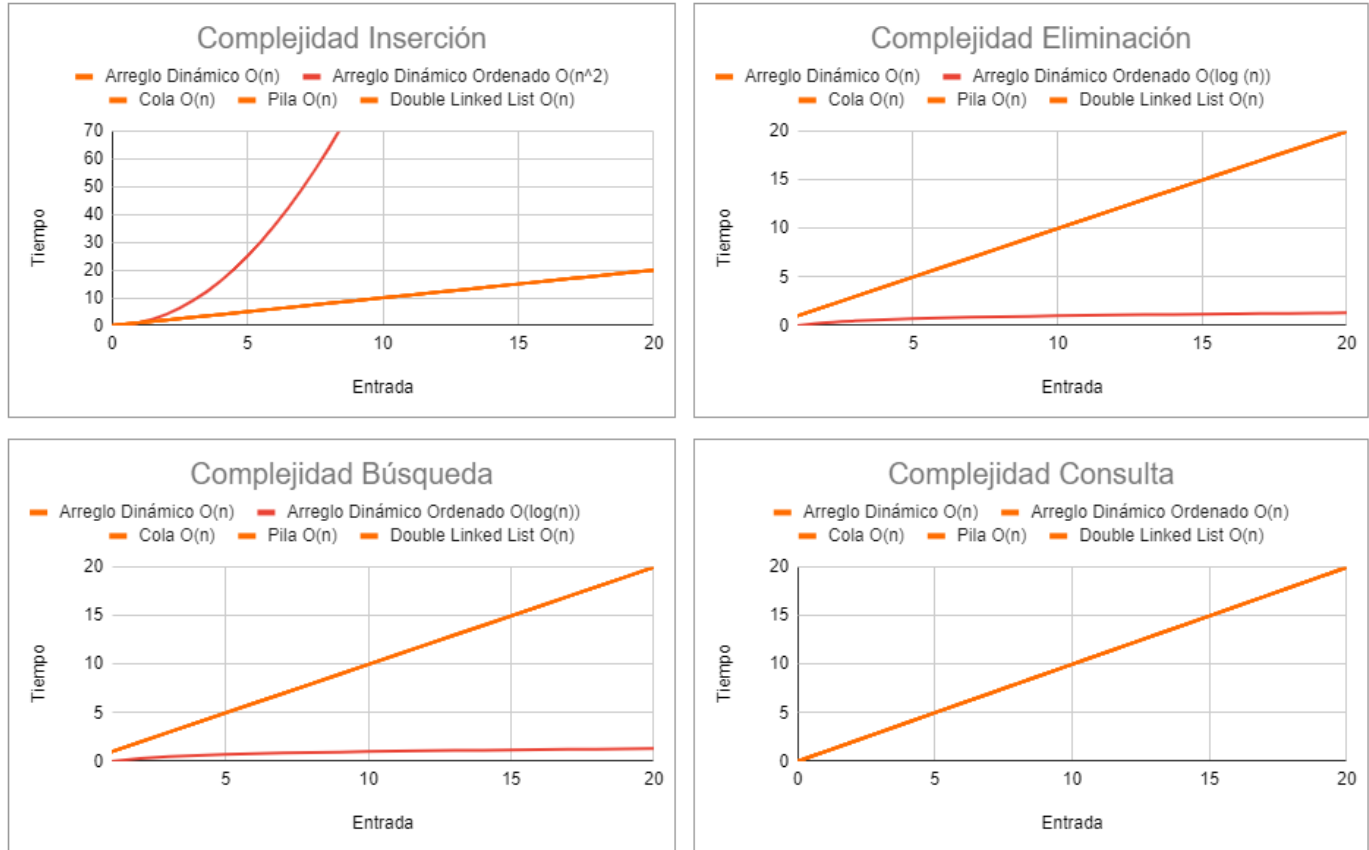 Complejidad Inserción
Arreglo Dinámico O(n) Arreglo Dinámico Ordenado O(n^2)
Cola O(n) Pila O(n) Double Linked List O(n)
70
60
50
40
30
20
10
0
Tiempo
0 5 10 15 20
Entrada
Complejidad Eliminación
Arreglo Dinámico O(n) Arreglo Dinámico Ordenado O(log (n))
Cola O(n) Pila O(n) Double Linked List O(n)
20
15
10
5
0
Tiempo
5 10 15 20
Entrada
Complejidad Búsqueda
Arreglo Dinámico O(n) Arreglo Dinámico Ordenado O(log(n))
Cola O(n) Pila O(n) Double Linked List O(n)
20
15
10
5
0
Tiempo
5 10 15 20
Entrada
Complejidad Consulta
Arreglo Dinámico O(n) Arreglo Dinámico Ordenado O(n)
Cola O(n) Pila O(n) Double Linked List O(n)
20
15
10
5
0
Tiempo
0 5 10 15 20
Entrada